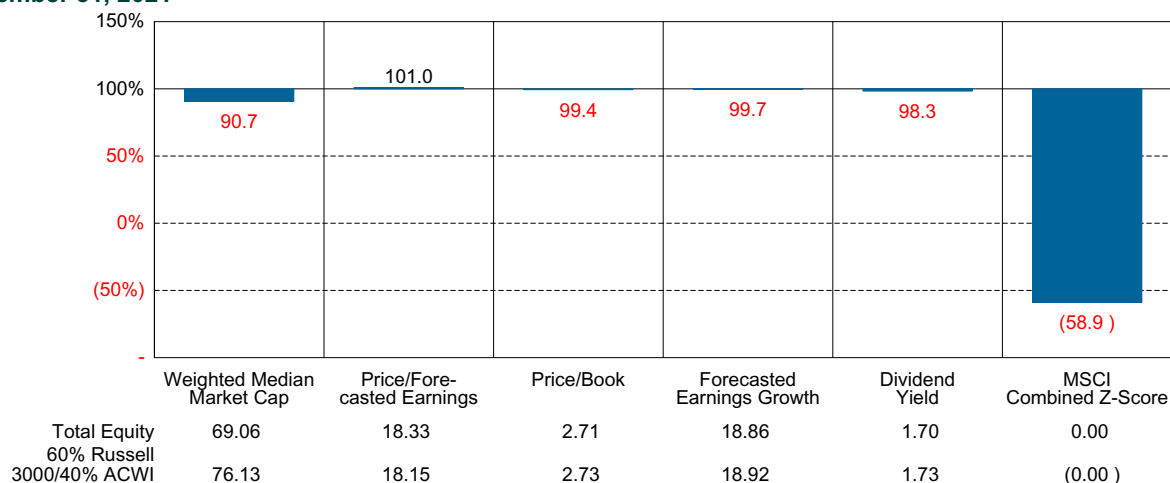 150%
100%
50%
0%
(50%)
-
90.7
101.0
99.4
99.7
98.3
(58.9 )
Weighted Median
Market Cap
Price/Fore-
casted Earnings
Price/Book
Forecasted
Earnings Growth
Dividend
Yield
MSCI
Combined Z-Score
Total Equity 69.06 18.33 2.71 18.86 1.70 0.00
60% Russell
3000/40% ACWI 76.13 18.15 2.73 18.92 1.73 (0.00 )